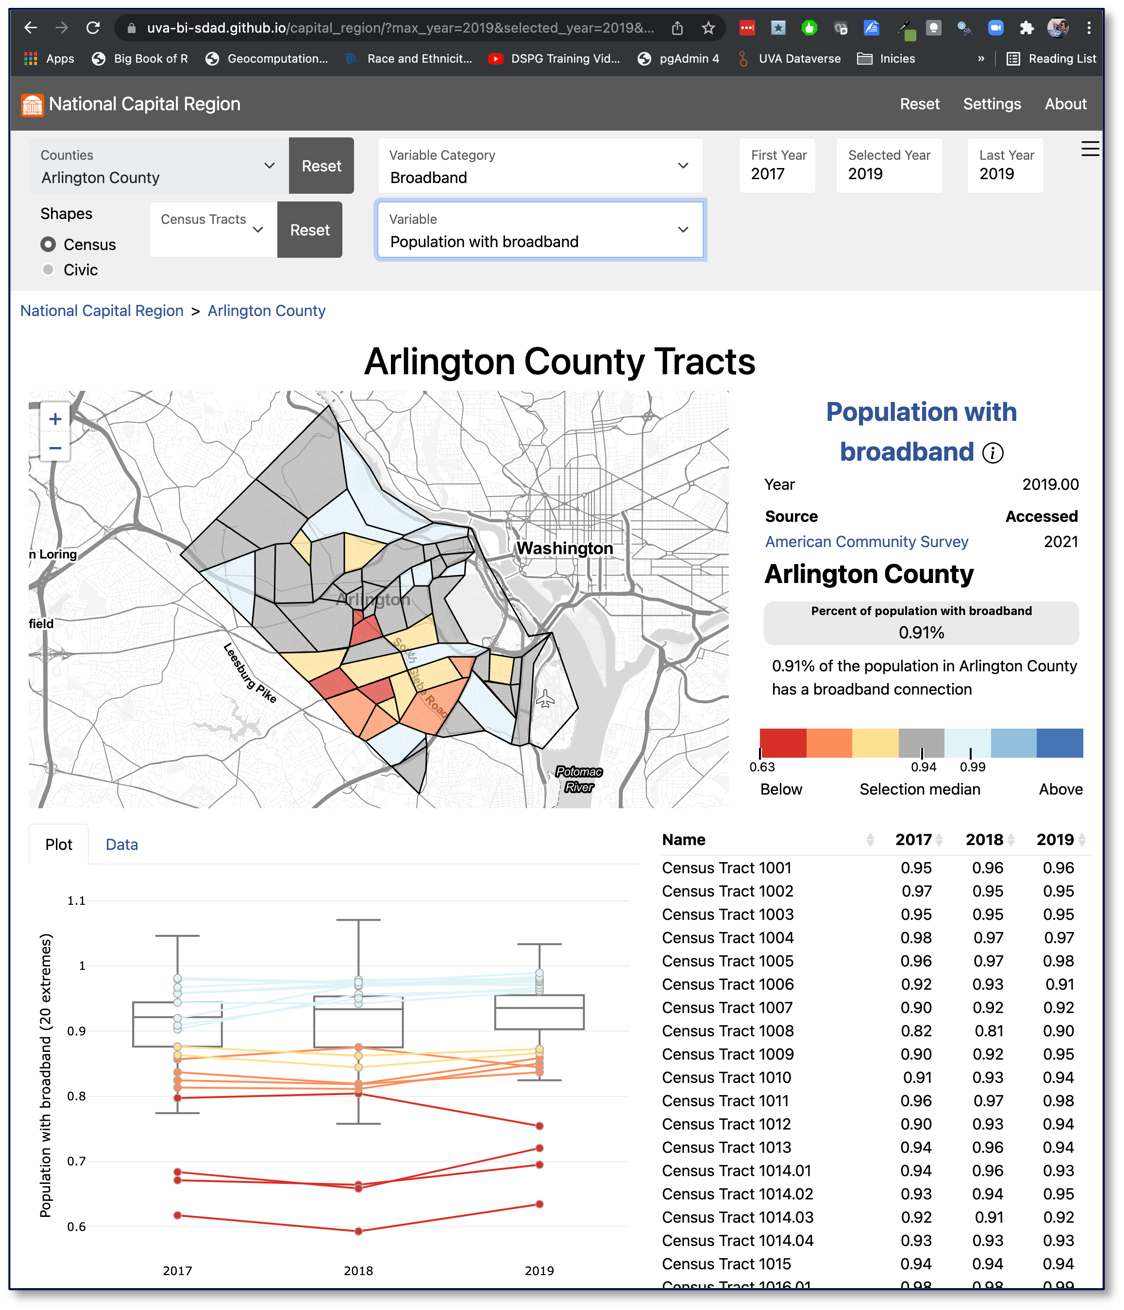 uva-bi-sdad.github.io/capital_region/?max_year=2019&selected_year=2019&...
Apps
Big Book of R
Geocomputation...
Race and Ethnicit...
DSPG Training Vid...
pgAdmin 4
UVA Dataverse
Inicies
»
Reading List
National Capital Region
Reset
Settings
About
Counties
Arlington County
Reset
Variable Category
Broadband
First Year
2017
Selected Year
2019
Last Year
2019
Shapes
Census
Civic
Census Tracts
Reset
Variable
Population with broadband
National Capital Region > Arlington County
Arlington County Tracts
+
−
n Loring
field
Washington
Arlington
South Globe Road
Leesburg Pike
Potomac
River
Population with
broadband i
Year 2019.00
Source Accessed
American Community Survey 2021
Arlington County
Percent of population with broadband
0.91%
0.91% of the population in Arlington County
has a broadband connection
0.63 0.94 0.99
Below Selection median Above
Plot
Data
Population with broadband (20 extremes)
1.1
1
0.9
0.8
0.7
0.6
2017 2018 2019
Name 2017 2018 2019
Census Tract 1001 0.95 0.96 0.96
Census Tract 1002 0.97 0.95 0.95
Census Tract 1003 0.95 0.95 0.95
Census Tract 1004 0.98 0.97 0.97
Census Tract 1005 0.96 0.97 0.98
Census Tract 1006 0.92 0.93 0.91
Census Tract 1007 0.90 0.92 0.92
Census Tract 1008 0.82 0.81 0.90
Census Tract 1009 0.90 0.92 0.95
Census Tract 1010 0.91 0.93 0.94
Census Tract 1011 0.96 0.97 0.98
Census Tract 1012 0.90 0.93 0.94
Census Tract 1013 0.94 0.96 0.94
Census Tract 1014.01 0.94 0.96 0.93
Census Tract 1014.02 0.93 0.94 0.95
Census Tract 1014.03 0.92 0.91 0.92
Census Tract 1014.04 0.93 0.93 0.93
Census Tract 1015 0.94 0.94 0.94
Census Tract 1016.01 0.98 0.98 0.99